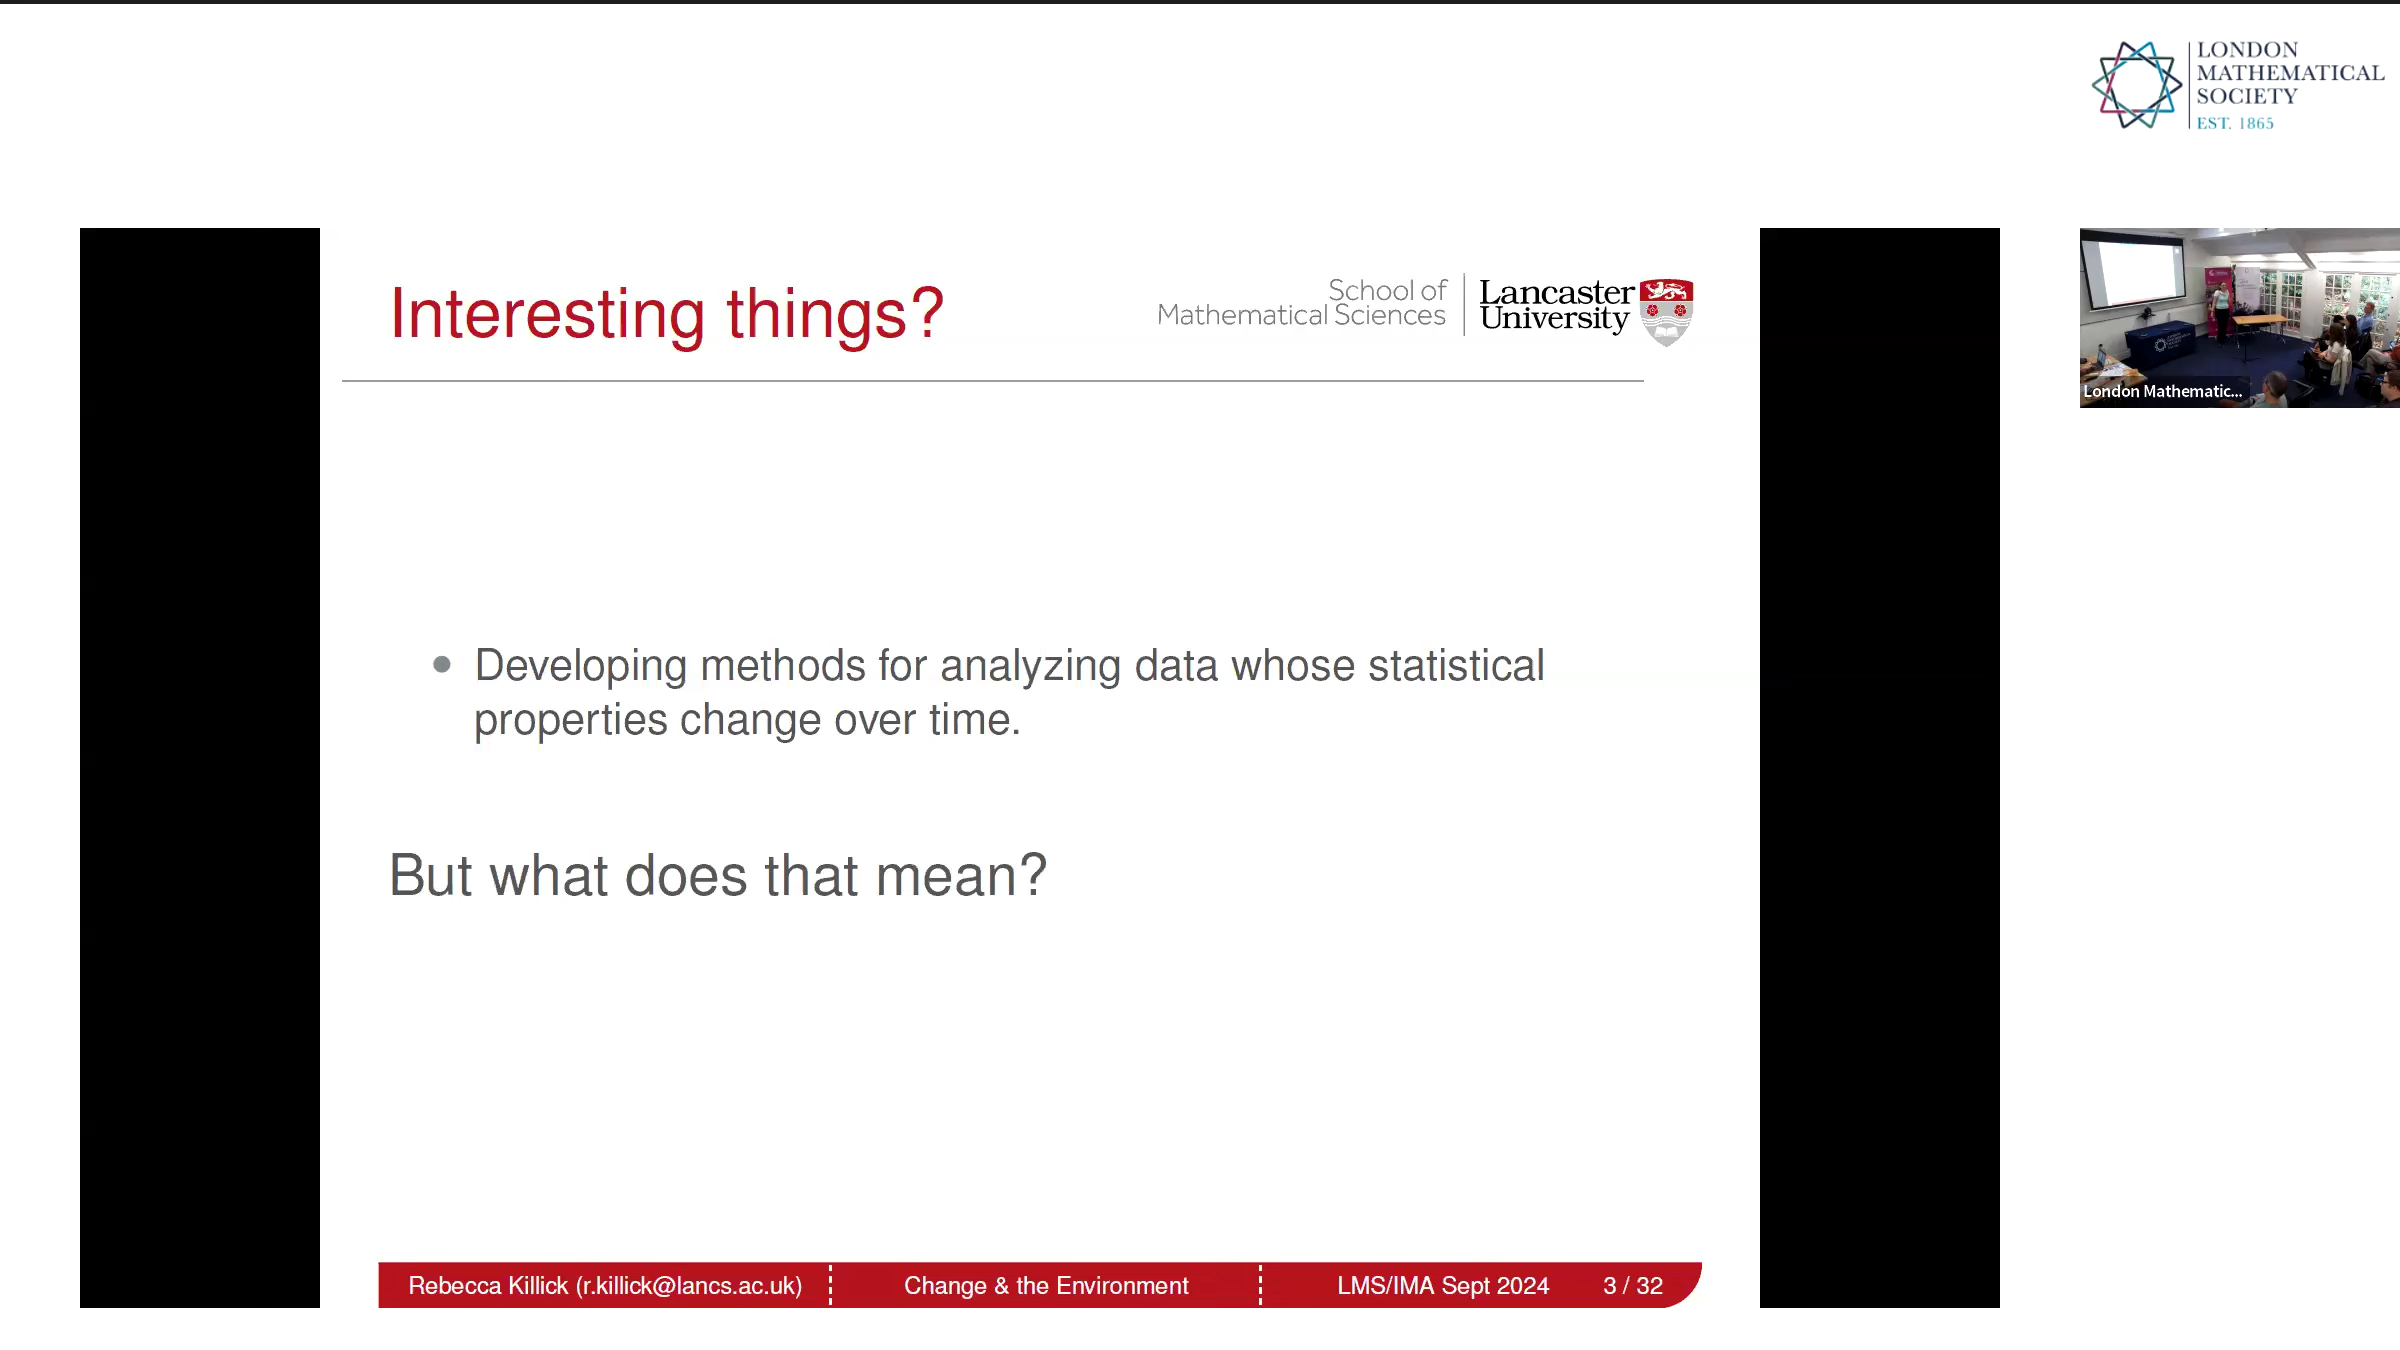 LONDON
MATHEMATICAL
SOCIETY
EST. 1865
Interesting things?
School of
Mathematical Sciences
Lancaster
University
London Mathematic...
• Developing methods for analyzing data whose statistical
properties change over time.
But what does that mean?
Rebecca Killick (r.killick@lancs.ac.uk) Change & the Environment LMS/IMA Sept 2024 3 / 32